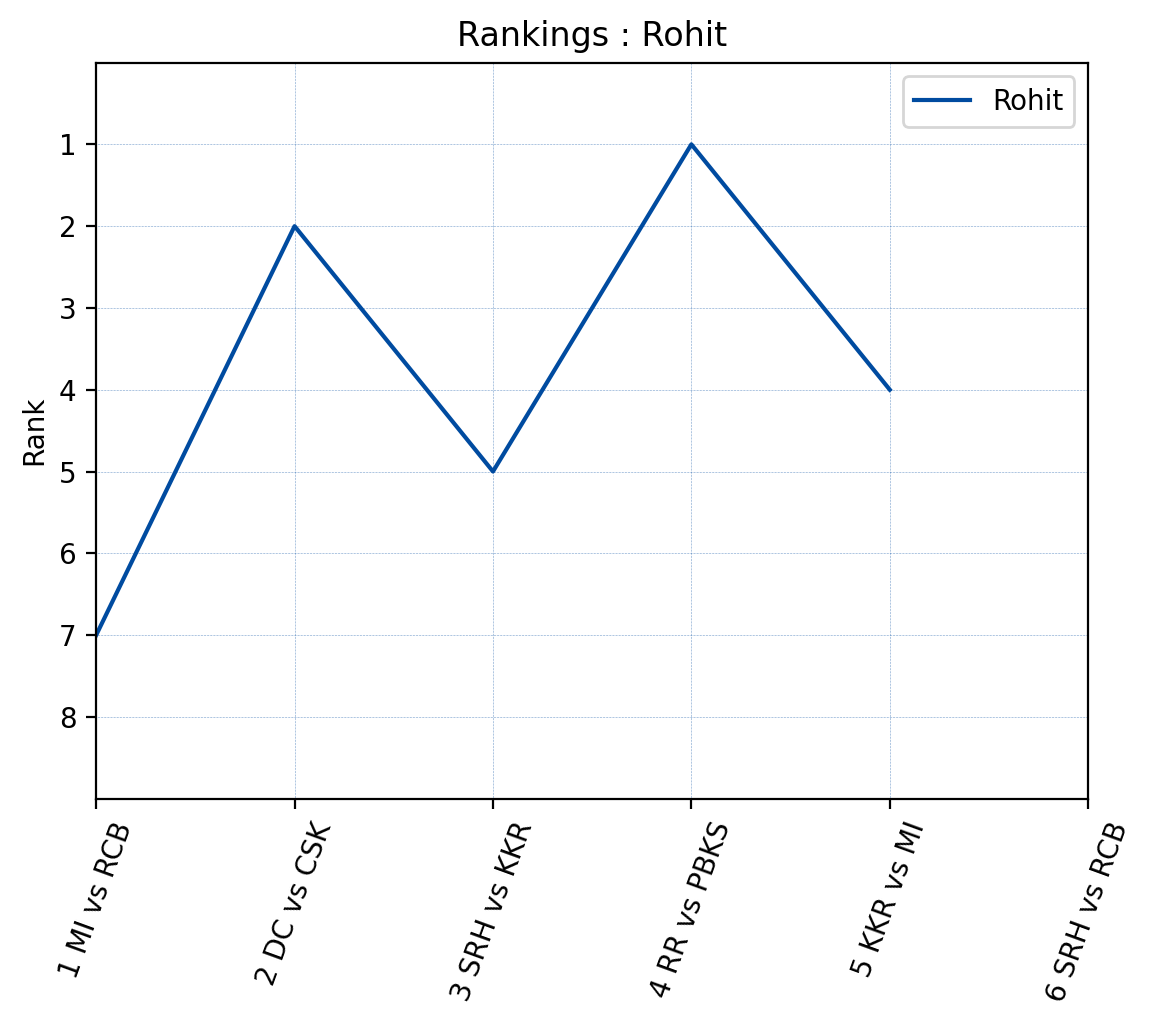 Rankings : Rohit
Rohit
Rank
1
2
3
4
5
6
7
8
1 MI vs RCB
2 DC vs CSK
3 SRH vs KKR
4 RR vs PBKS
5 KKR vs MI
6 SRH vs RCB